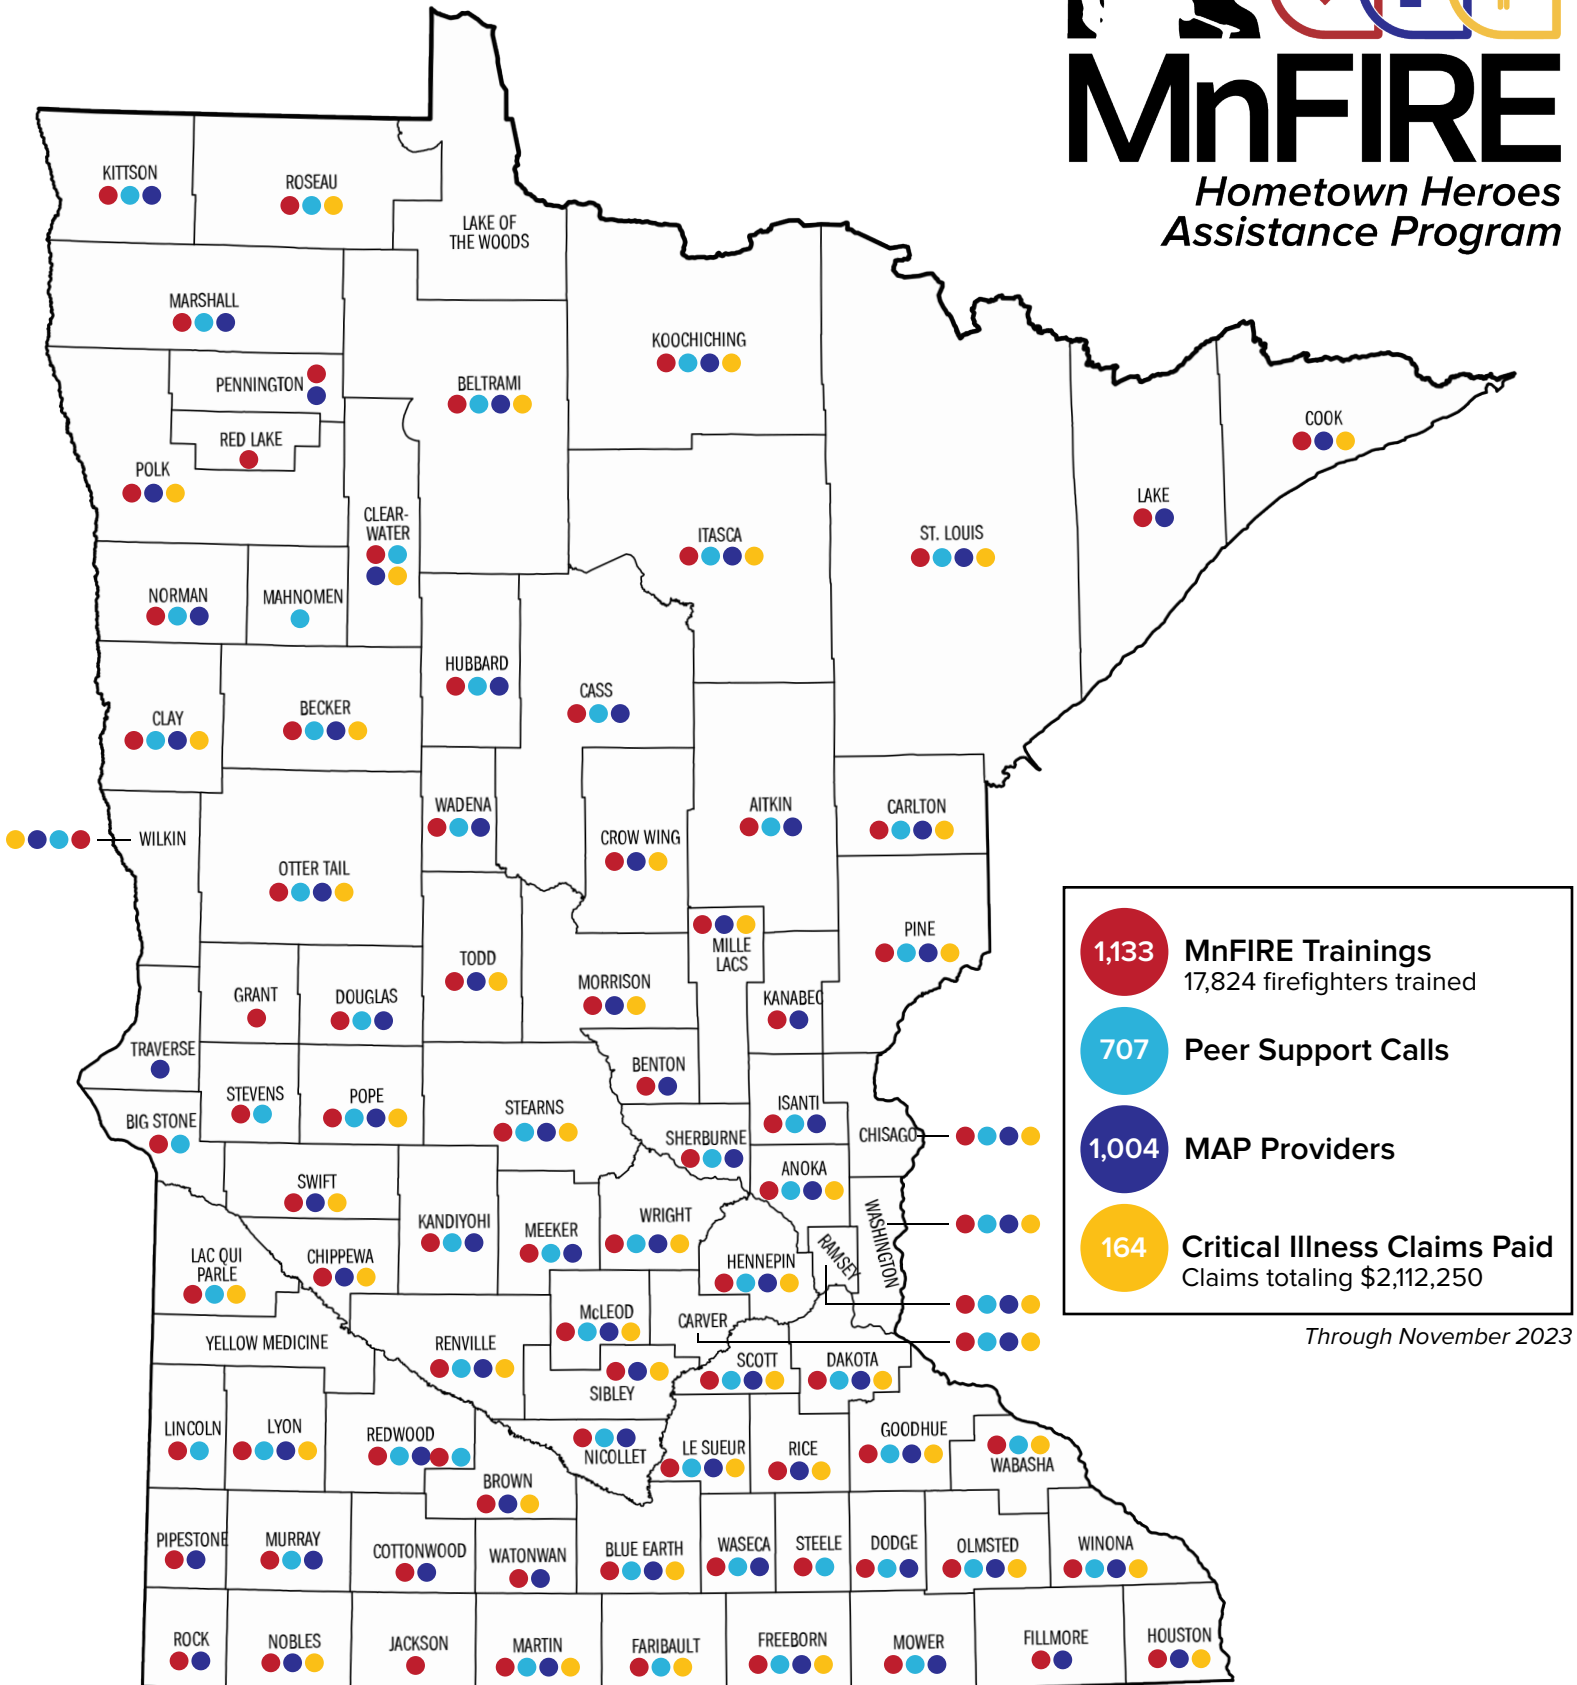 MnFIRE
Hometown Heroes
Assistance Program
KITTSON
ROSEAU
LAKE OF
THE WOODS
MARSHALL
KOOCHICHING
PENNINGTON
BELTRAMI
RED LAKE
COOK
POLK
LAKE
CLEAR-
WATER
ITASCA
ST. LOUIS
NORMAN
MAHNOMEN
HUBBARD
CASS
BECKER
CLAY
WADENA
AITKIN
CARLTON
WILKIN
CROW WING
OTTER TAIL
PINE
MILLE
LACS
TODD
MORRISON
GRANT
DOUGLAS
KANABEC
TRAVERSE
BENTON
STEVENS
POPE
STEARNS
ISANTI
BIG STONE
SHERBURNE
CHISAGO
ANOKA
SWIFT
WASHINGTON
KANDIYOHI
MEEKER
WRIGHT
RAMSEY
LAC QUI
PARLE
CHIPPEWA
HENNEPIN
McLEOD
CARVER
YELLOW MEDICINE
RENVILLE
SCOTT
DAKOTA
SIBLEY
LINCOLN
LYON
REDWOOD
NICOLLET
LE SUEUR
RICE
GOODHUE
WABASHA
BROWN
PIPESTONE
MURRAY
COTTONWOOD
WATONWAN
BLUE EARTH
WASECA
STEELE
DODGE
OLMSTED
WINONA
ROCK
NOBLES
JACKSON
MARTIN
FARIBAULT
FREEBORN
MOWER
FILLMORE
HOUSTON
1,133
MnFIRE Trainings
17,824 firefighters trained
707
Peer Support Calls
1,004
MAP Providers
164
Critical Illness Claims Paid
Claims totaling $2,112,250
Through November 2023